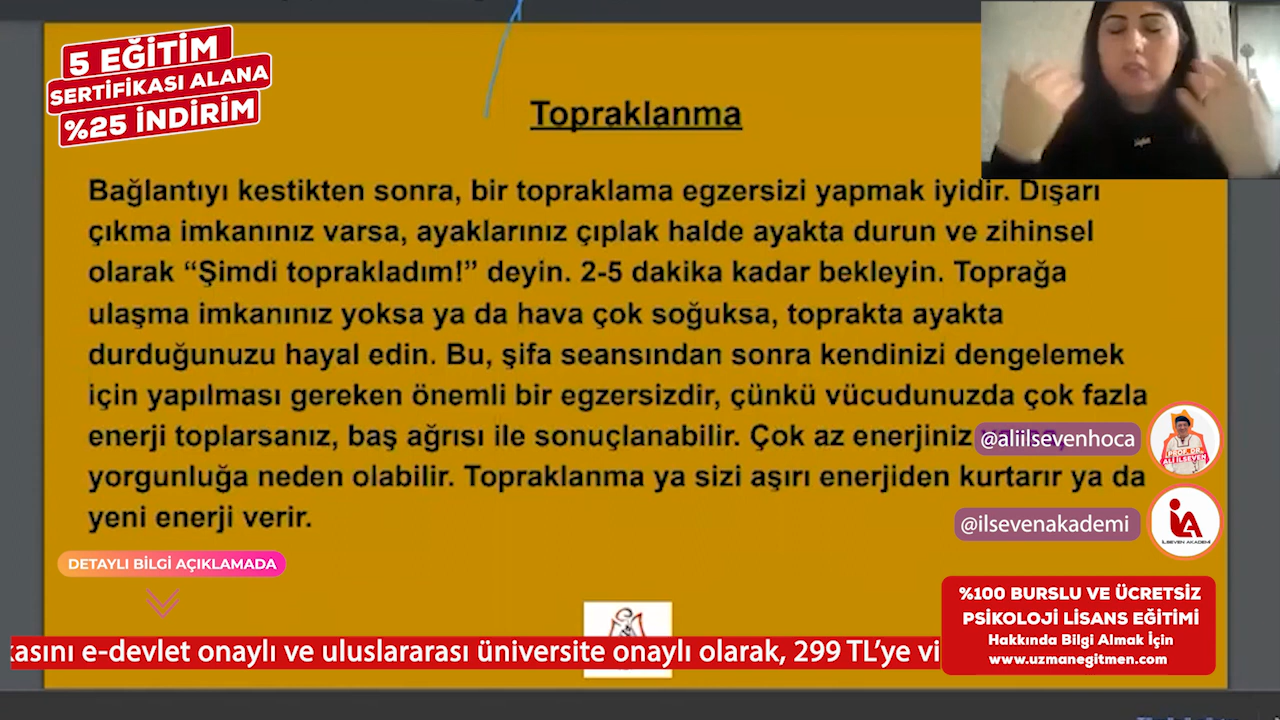 5 EĞİTİM
SERTİFİKASI ALANA
%25 İNDİRİM
Topraklanma
Bağlantıyı kestikten sonra, bir topraklama egzersizi yapmak iyidir. Dışarı
çıkma imkanınız varsa, ayaklarınız çıplak halde ayakta durun ve zihinsel
olarak “Şimdi toprakladım!” deyin. 2-5 dakika kadar bekleyin. Toprağa
ulaşma imkanınız yoksa ya da hava çok soğuksa, toprakta ayakta
durduğunuzu hayal edin. Bu, şifa seansından sonra kendinizi dengelemek
için yapılması gereken önemli bir egzersizdir, çünkü vücudunuzda çok fazla
enerji toplarsanız, baş ağrısı ile sonuçlanabilir. Çok az enerjiniz
yorgunluğa neden olabilir. Topraklanma ya sizi aşırı enerjiden kurtarır ya da
yeni enerji verir.
@aliilsevenhoca
PROF. DR.
ALİ İLSEVEN
@ilsevenakademi
İLSEVEN AKADEMİ
DETAYLI BİLGİ AÇIKLAMADA
%100 BURSLU VE ÜCRETSİZ
PSİKOLOJİ LİSANS EĞİTİMİ
Hakkında Bilgi Almak İçin
www.uzmanegitmen.com
kasını e-devlet onaylı ve uluslararası üniversite onaylı olarak, 299 TL’ye vi